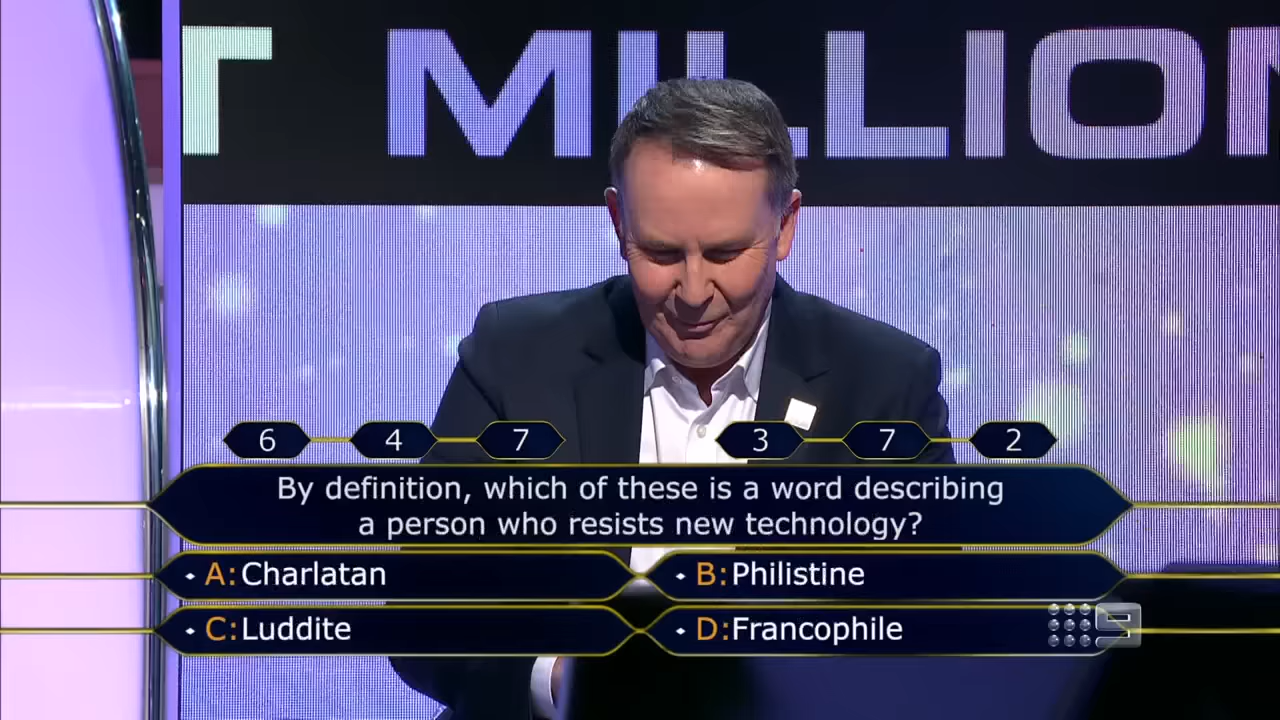 T MILLION
6 4 7 3 7 2
By definition, which of these is a word describing
a person who resists new technology?
A: Charlatan
B: Philistine
C: Luddite
D: Francophile
9